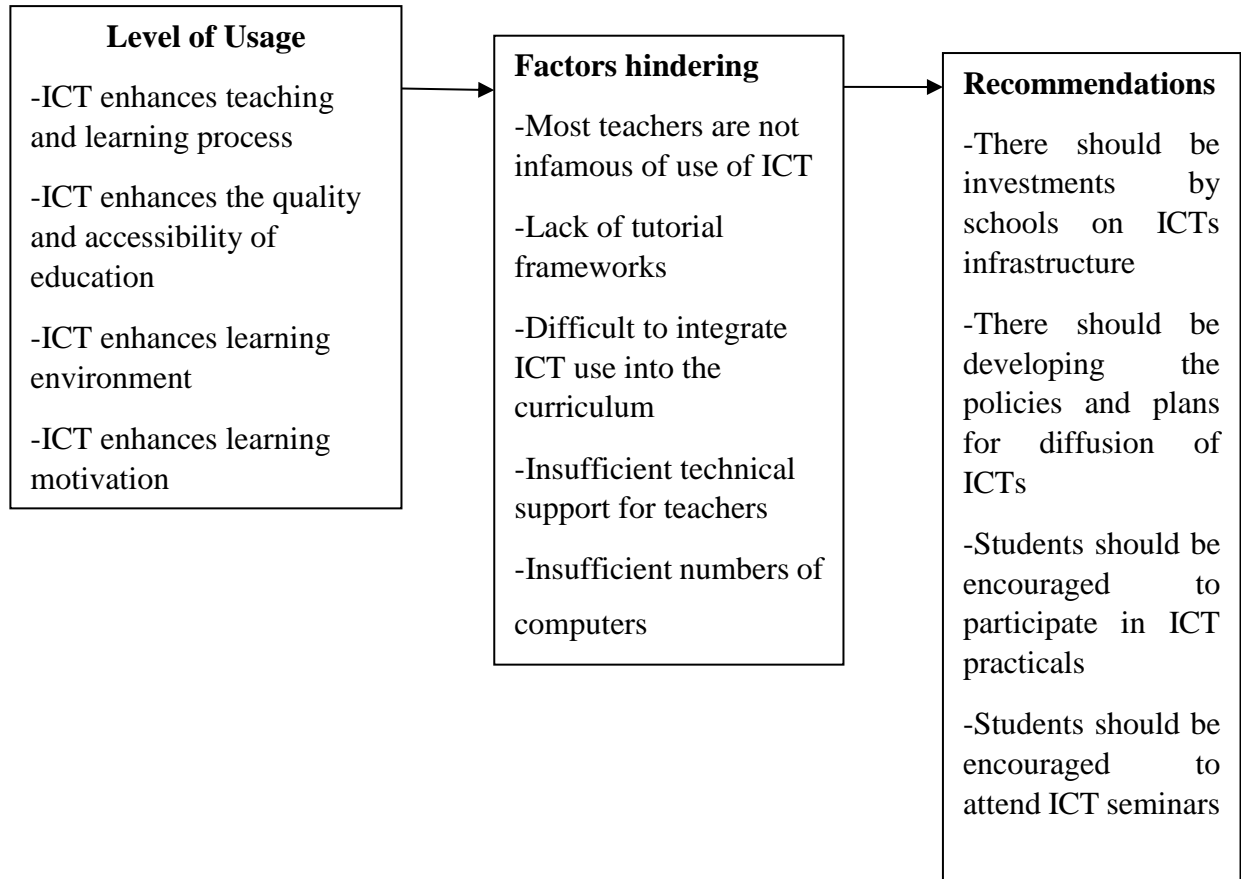 Level of Usage
-ICT enhances teaching
and learning process
-ICT enhances the quality
and accessibility of
education
-ICT enhances learning
environment
-ICT enhances learning
motivation
Factors hindering
-Most teachers are not
infamous of use of ICT
-Lack of tutorial
frameworks
-Difficult to integrate
ICT use into the
curriculum
-Insufficient technical
support for teachers
-Insufficient numbers of
computers
Recommendations
-There should be
investments by
schools on ICTs
infrastructure
-There should be
developing the
policies and plans
for diffusion of
ICTs
-Students should be
encouraged to
participate in ICT
practicals
-Students should be
encouraged to
attend ICT seminars